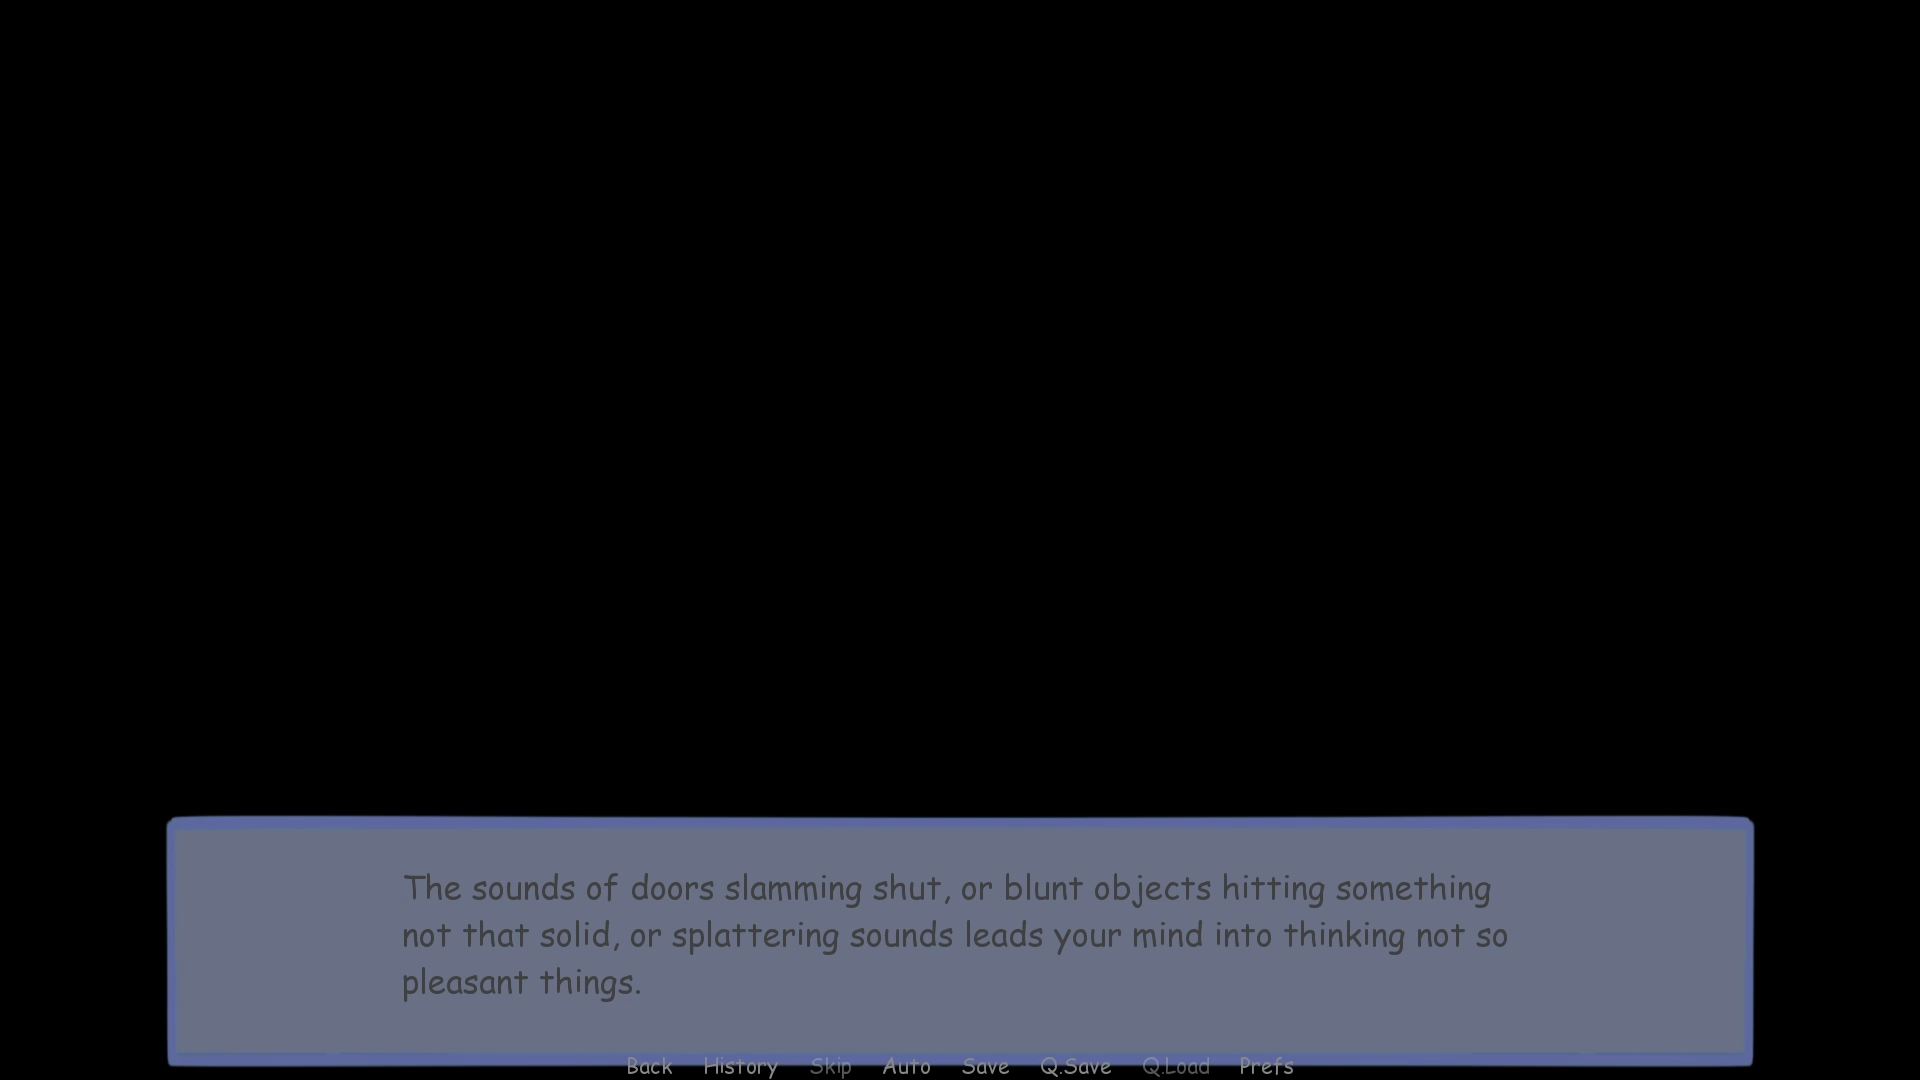 The sounds of doors slamming shut, or blunt objects hitting something
not that solid, or splattering sounds leads your mind into thinking not so
pleasant things.
Back History Skip Auto Save Q.Save Q.Load Prefs